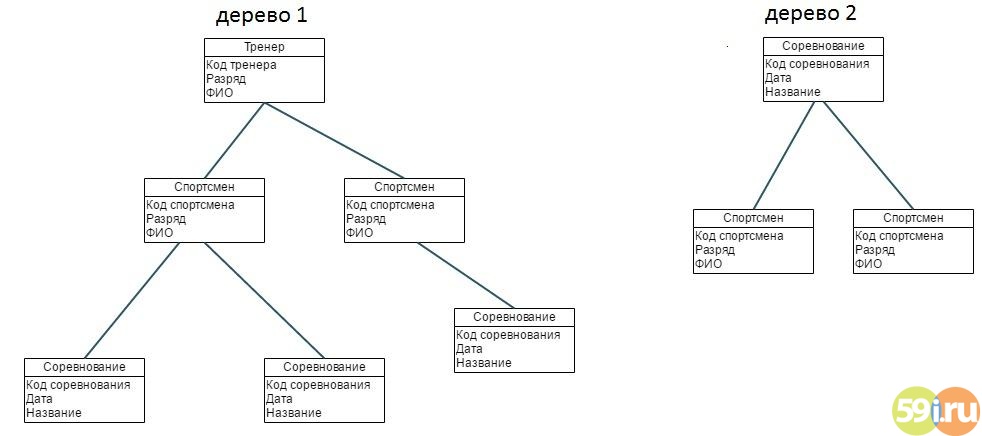 дерево 1
Тренер
Код тренера
Разряд
ФИО
Спортсмен
Код спортсмена
Разряд
ФИО
Спортсмен
Код спортсмена
Разряд
ФИО
Соревнование
Код соревнования
Дата
Название
Соревнование
Код соревнования
Дата
Название
Соревнование
Код соревнования
Дата
Название
дерево 2
Соревнование
Код соревнования
Дата
Название
Спортсмен
Код спортсмена
Разряд
ФИО
Спортсмен
Код спортсмена
Разряд
ФИО
59i.ru